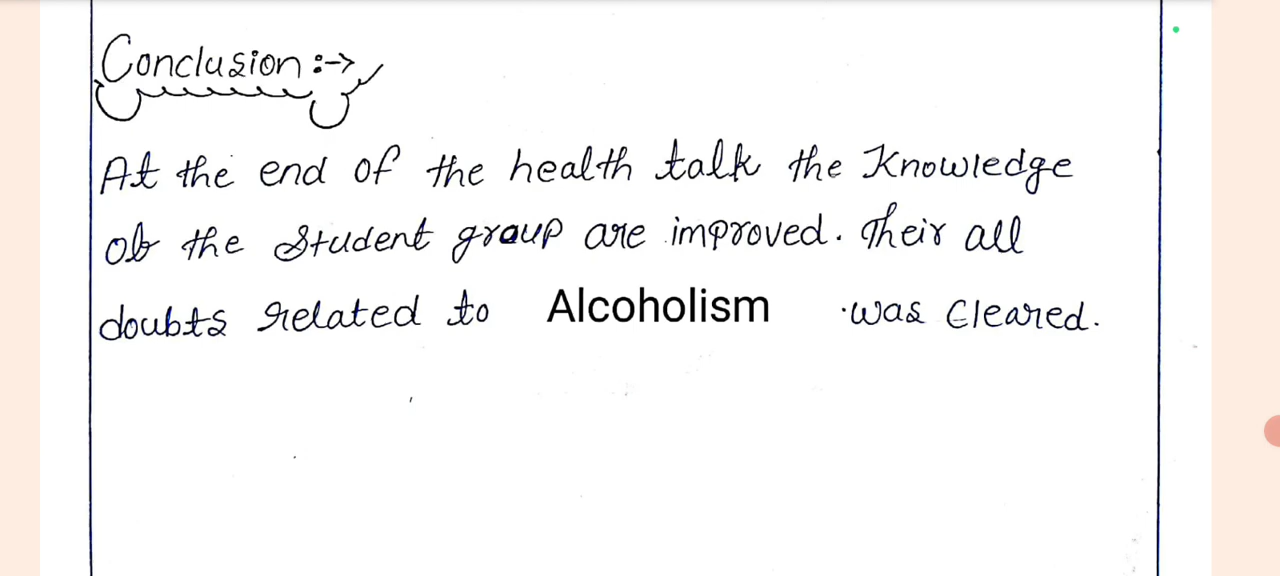 Conclusion :->
At the end of the health talk the Knowledge
of the Student group are improved. Their all
doubts related to Alcoholism .was Cleared.